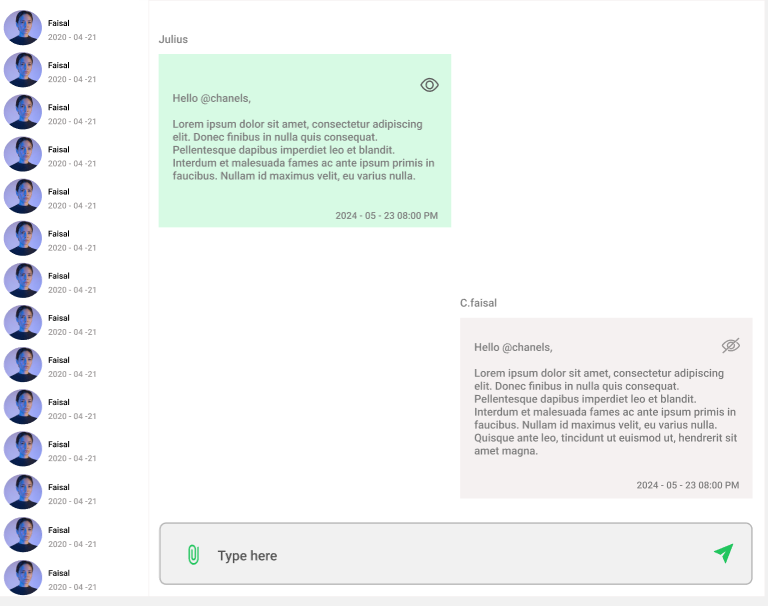 Faisal
2020 - 04 -21
Faisal
2020 - 04 -21
Faisal
2020 - 04 -21
Faisal
2020 - 04 -21
Faisal
2020 - 04 -21
Faisal
2020 - 04 -21
Faisal
2020 - 04 -21
Faisal
2020 - 04 -21
Faisal
2020 - 04 -21
Faisal
2020 - 04 -21
Faisal
2020 - 04 -21
Faisal
2020 - 04 -21
Faisal
2020 - 04 -21
Faisal
2020 - 04 -21
Julius
Hello @chanels,
Lorem ipsum dolor sit amet, consectetur adipiscing
elit. Donec finibus in nulla quis consequat.
Pellentesque dapibus imperdiet leo et blandit.
Interdum et malesuada fames ac ante ipsum primis in
faucibus. Nullam id maximus velit, eu varius nulla.
2024 - 05 - 23 08:00 PM
C.faisal
Hello @chanels,
Lorem ipsum dolor sit amet, consectetur adipiscing
elit. Donec finibus in nulla quis consequat.
Pellentesque dapibus imperdiet leo et blandit.
Interdum et malesuada fames ac ante ipsum primis in
faucibus. Nullam id maximus velit, eu varius nulla.
Quisque ante leo, tincidunt ut euismod ut, hendrerit sit
amet magna.
2024 - 05 - 23 08:00 PM
Type here